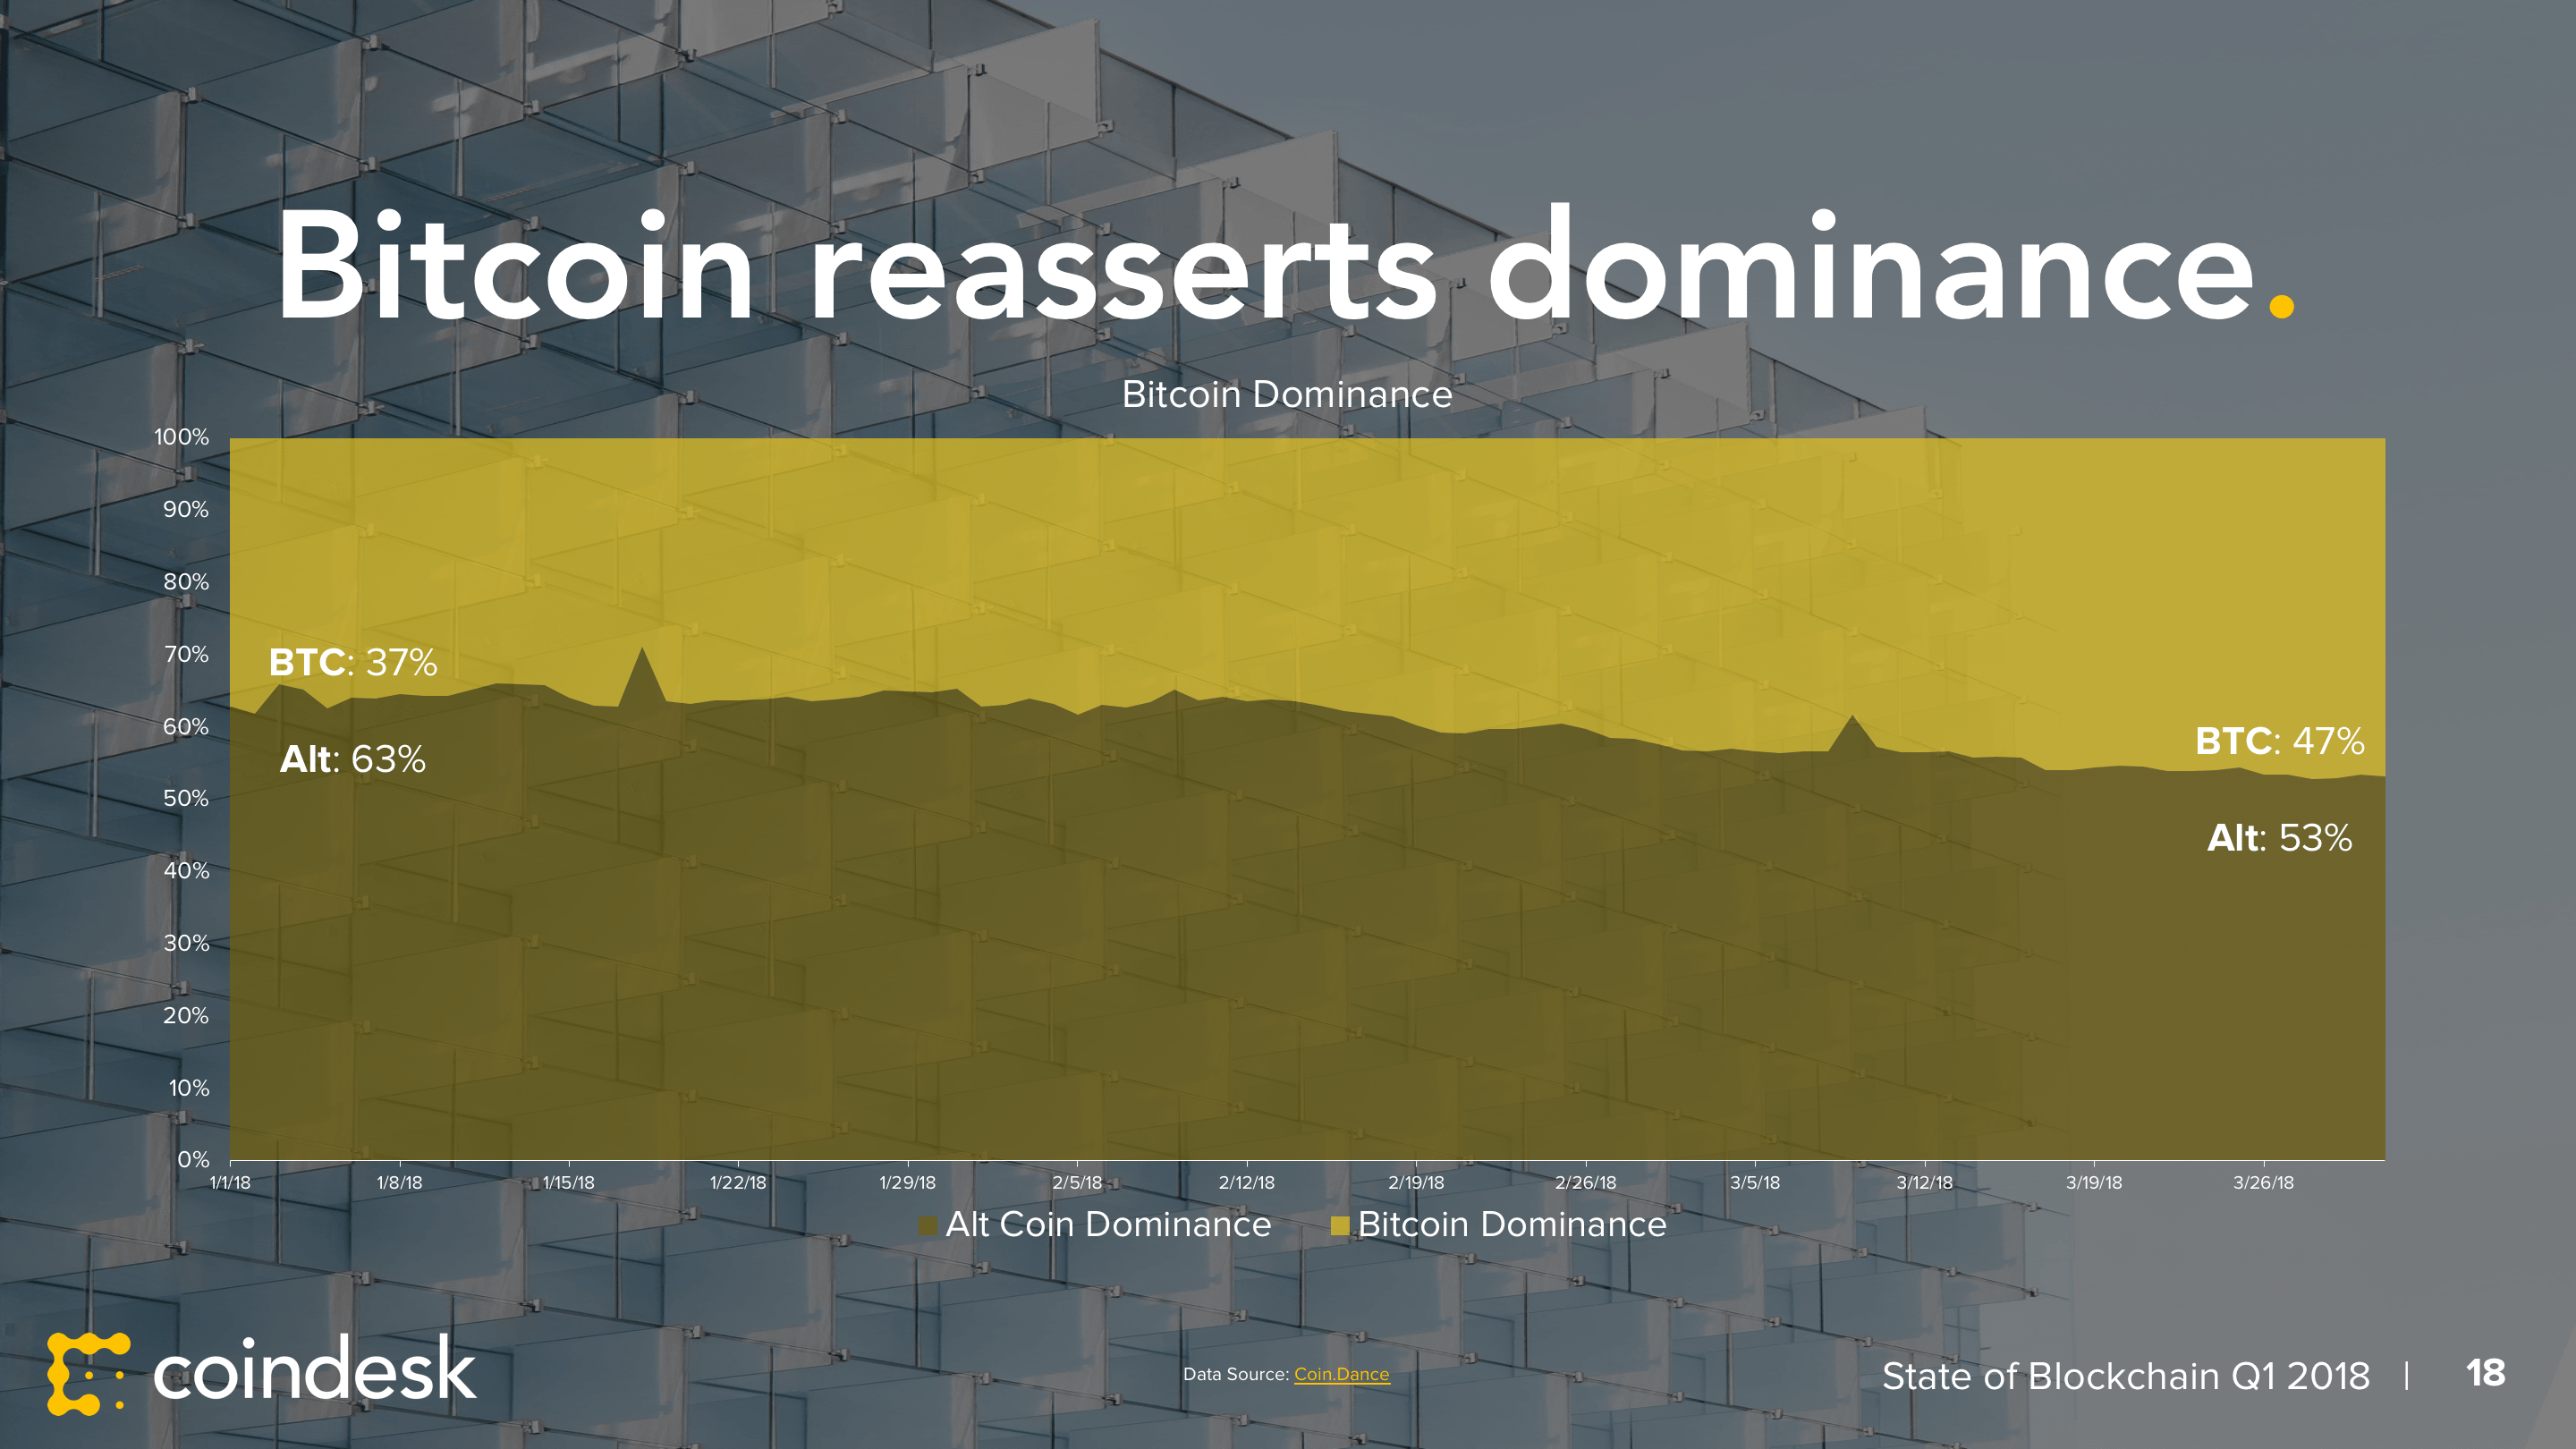 Bitcoin reasserts dominance.
Bitcoin Dominance
100%
90%
80%
70%
60%
50%
40%
30%
20%
10%
0%
BTC: 37%
Alt: 63%
BTC: 47%
Alt: 53%
1/1/18 1/8/18 1/15/18 1/22/18 1/29/18 2/5/18 2/12/18 2/19/18 2/26/18 3/5/18 3/12/18 3/19/18 3/26/18
Alt Coin Dominance Bitcoin Dominance
coindesk
Data Source: Coin.Dance
State of Blockchain Q1 2018 | 18